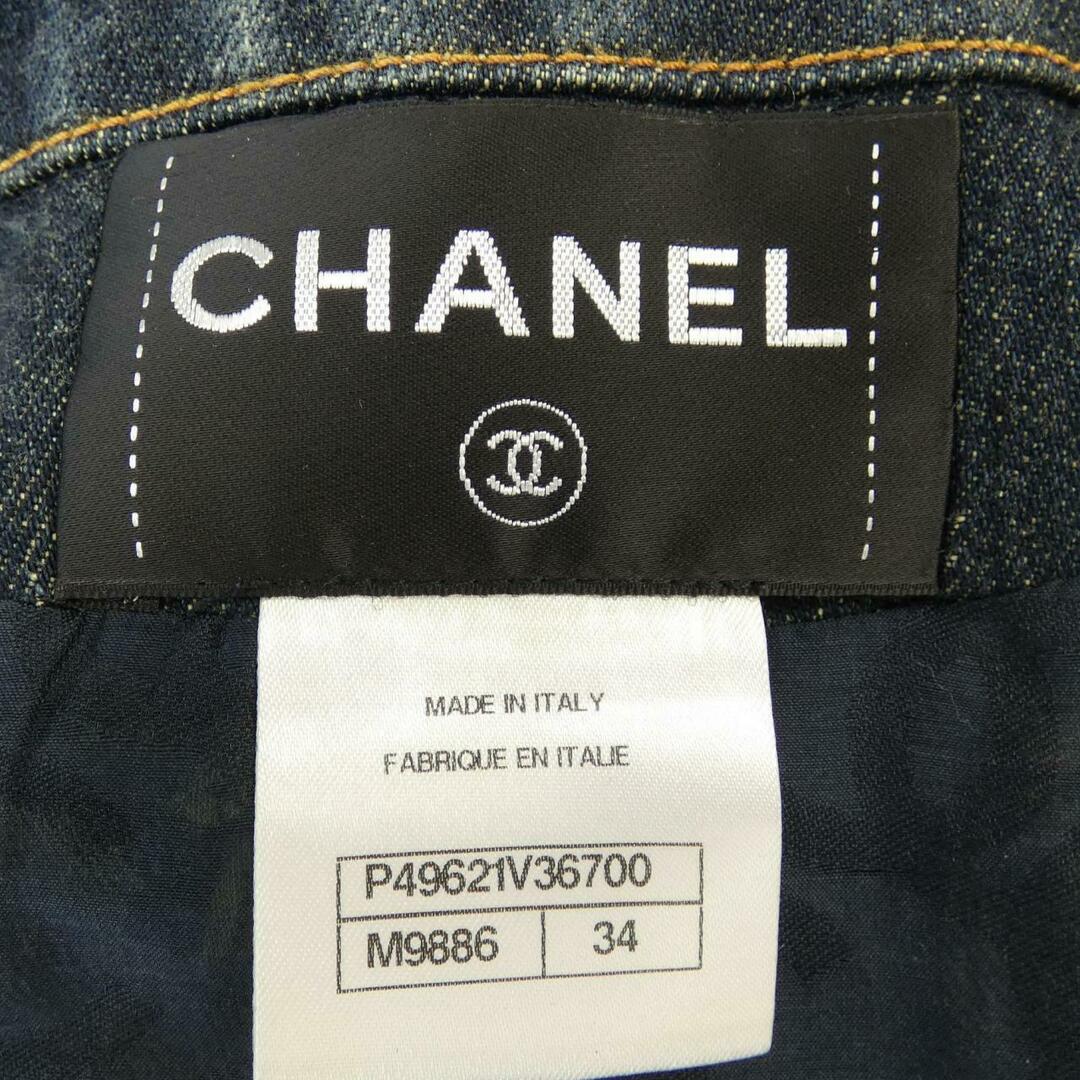 CHANEL
MADE IN ITALY
FABRIQUE EN ITALIE
P49621V36700
M9886 34